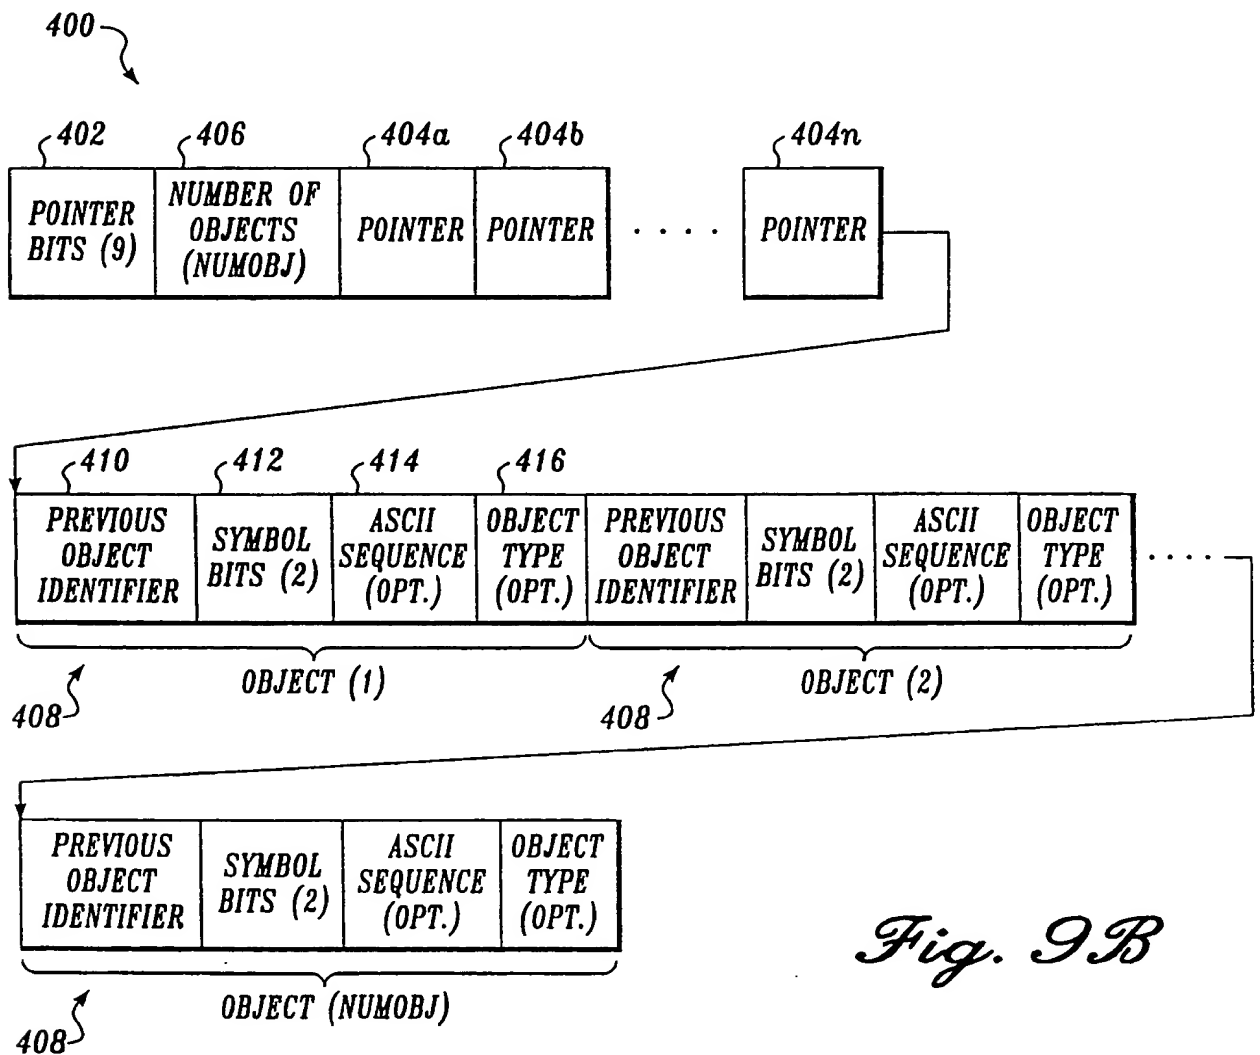 400
402 406 404a 404b 404n
POINTER BITS (9)
NUMBER OF OBJECTS (NUMOBJ)
POINTER
POINTER
. . . .
POINTER
410 412 414 416
PREVIOUS OBJECT IDENTIFIER
SYMBOL BITS (2)
ASCII SEQUENCE (OPT.)
OBJECT TYPE (OPT.)
PREVIOUS OBJECT IDENTIFIER
SYMBOL BITS (2)
ASCII SEQUENCE (OPT.)
OBJECT TYPE (OPT.)
. . . .
408
OBJECT (1)
408
OBJECT (2)
PREVIOUS OBJECT IDENTIFIER
SYMBOL BITS (2)
ASCII SEQUENCE (OPT.)
OBJECT TYPE (OPT.)
408
OBJECT (NUMOBJ)
Fig. 9B